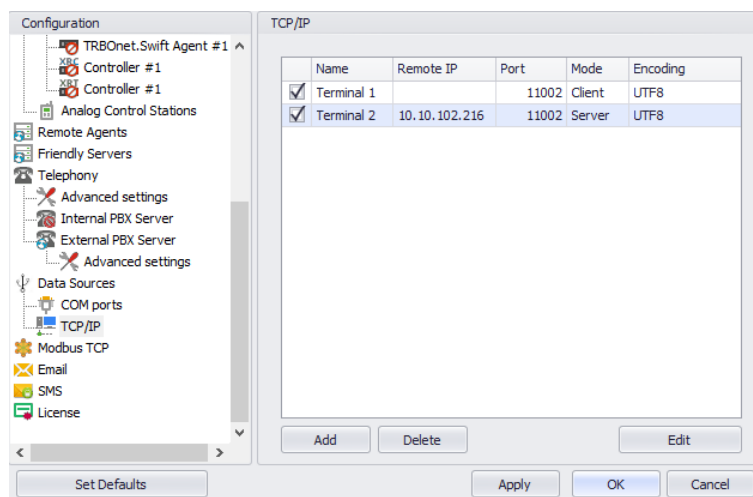 Configuration
TRBOnet.Swift Agent #1
XRC
Controller #1
XRT
Controller #1
Analog Control Stations
Remote Agents
Friendly Servers
Telephony
Advanced settings
Internal PBX Server
External PBX Server
Advanced settings
Data Sources
COM ports
TCP/IP
Modbus TCP
Email
SMS
License
Set Defaults
TCP/IP
Name Remote IP Port Mode Encoding
Terminal 1 11002 Client UTF8
Terminal 2 10.10.102.216 11002 Server UTF8
Add Delete Edit
Apply OK Cancel